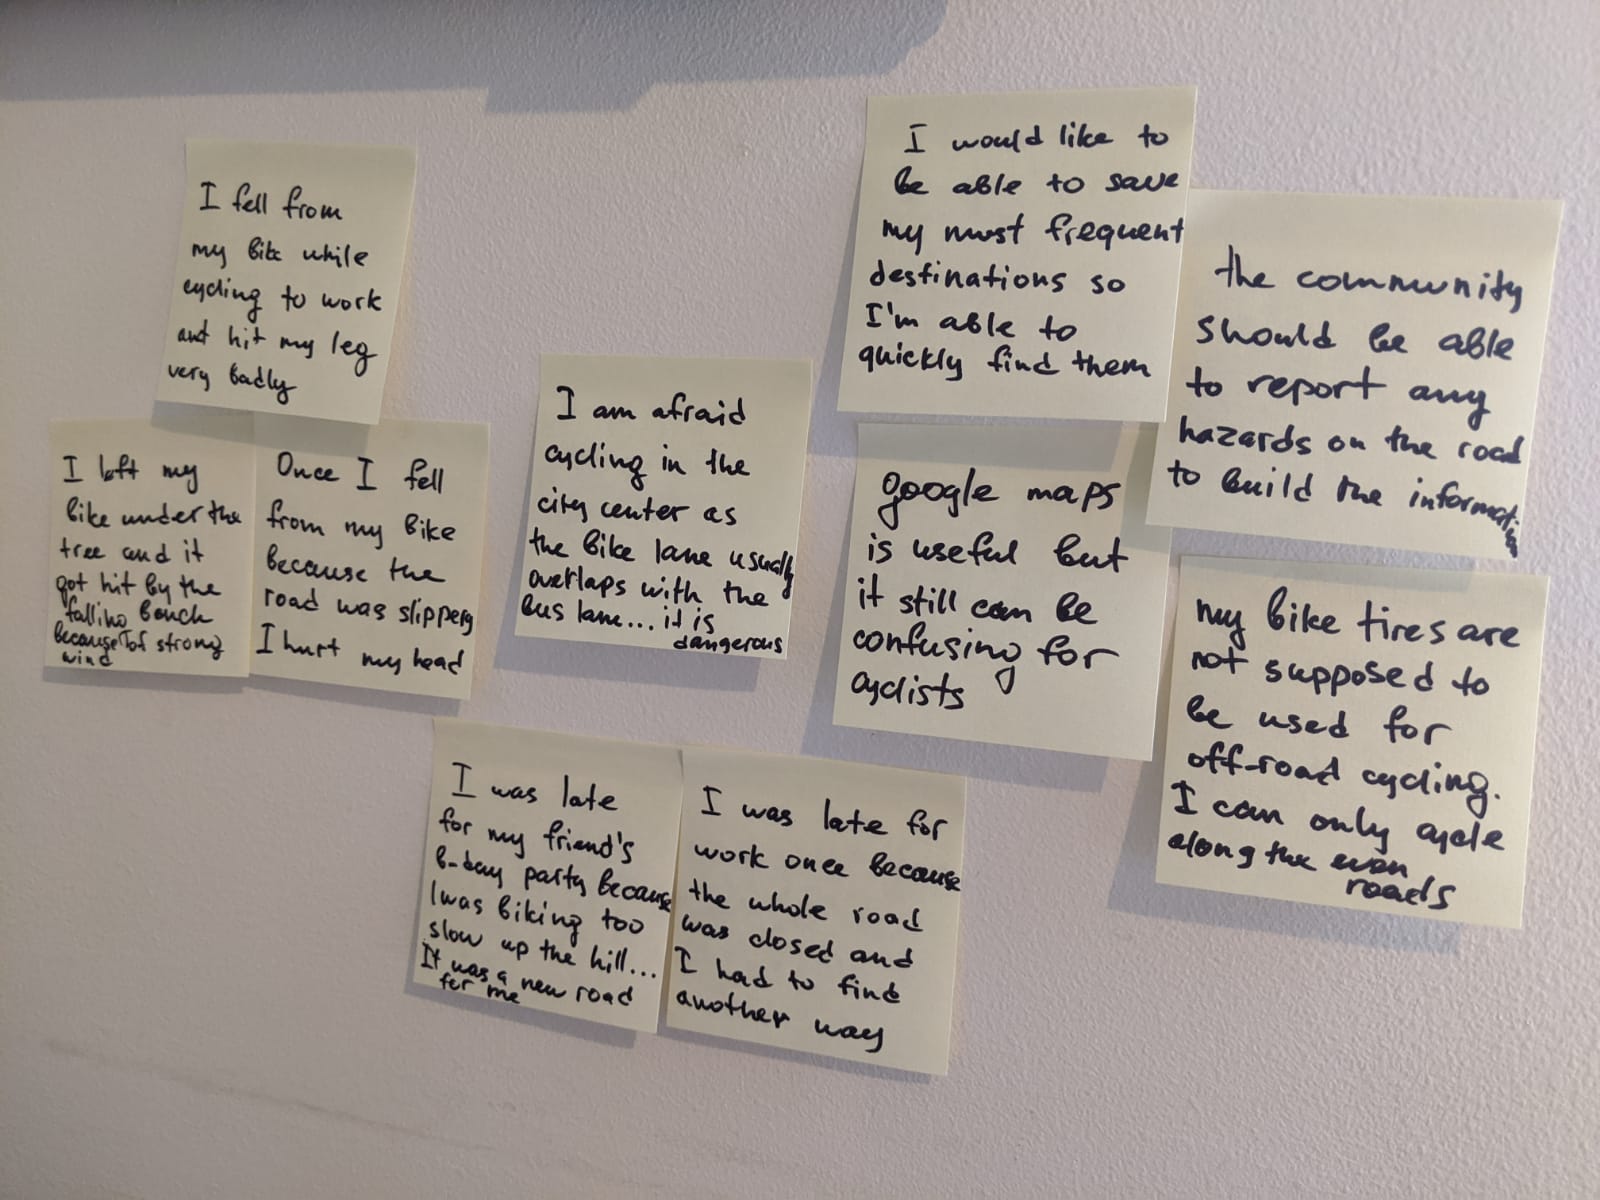 I fell from
my bike while
cycling to work
and hit my leg
very badly
I left my
bike under the
tree and it
got hit by the
falling
because of strong
wind
Once I fell
from my bike
because the
road was slippery
I hurt my head
I am afraid
cycling in the
city center as
the bike lane usually
overlaps with the
bus lane... it is
dangerous
I was late
for my friend's
b-day party because
I was biking too
slow up the hill...
It was a new road
for me
I was late for
work once because
the whole road
was closed and
I had to find
another way
I would like to
be able to save
my most frequent
destinations so
I'm able to
quickly find them
google maps
is useful but
it still can be
confusing for
cyclists
the community
should be able
to report any
hazards on the road
to build the information
my bike tires are
not supposed to
be used for
off-road cycling.
I can only cycle
along the even
roads